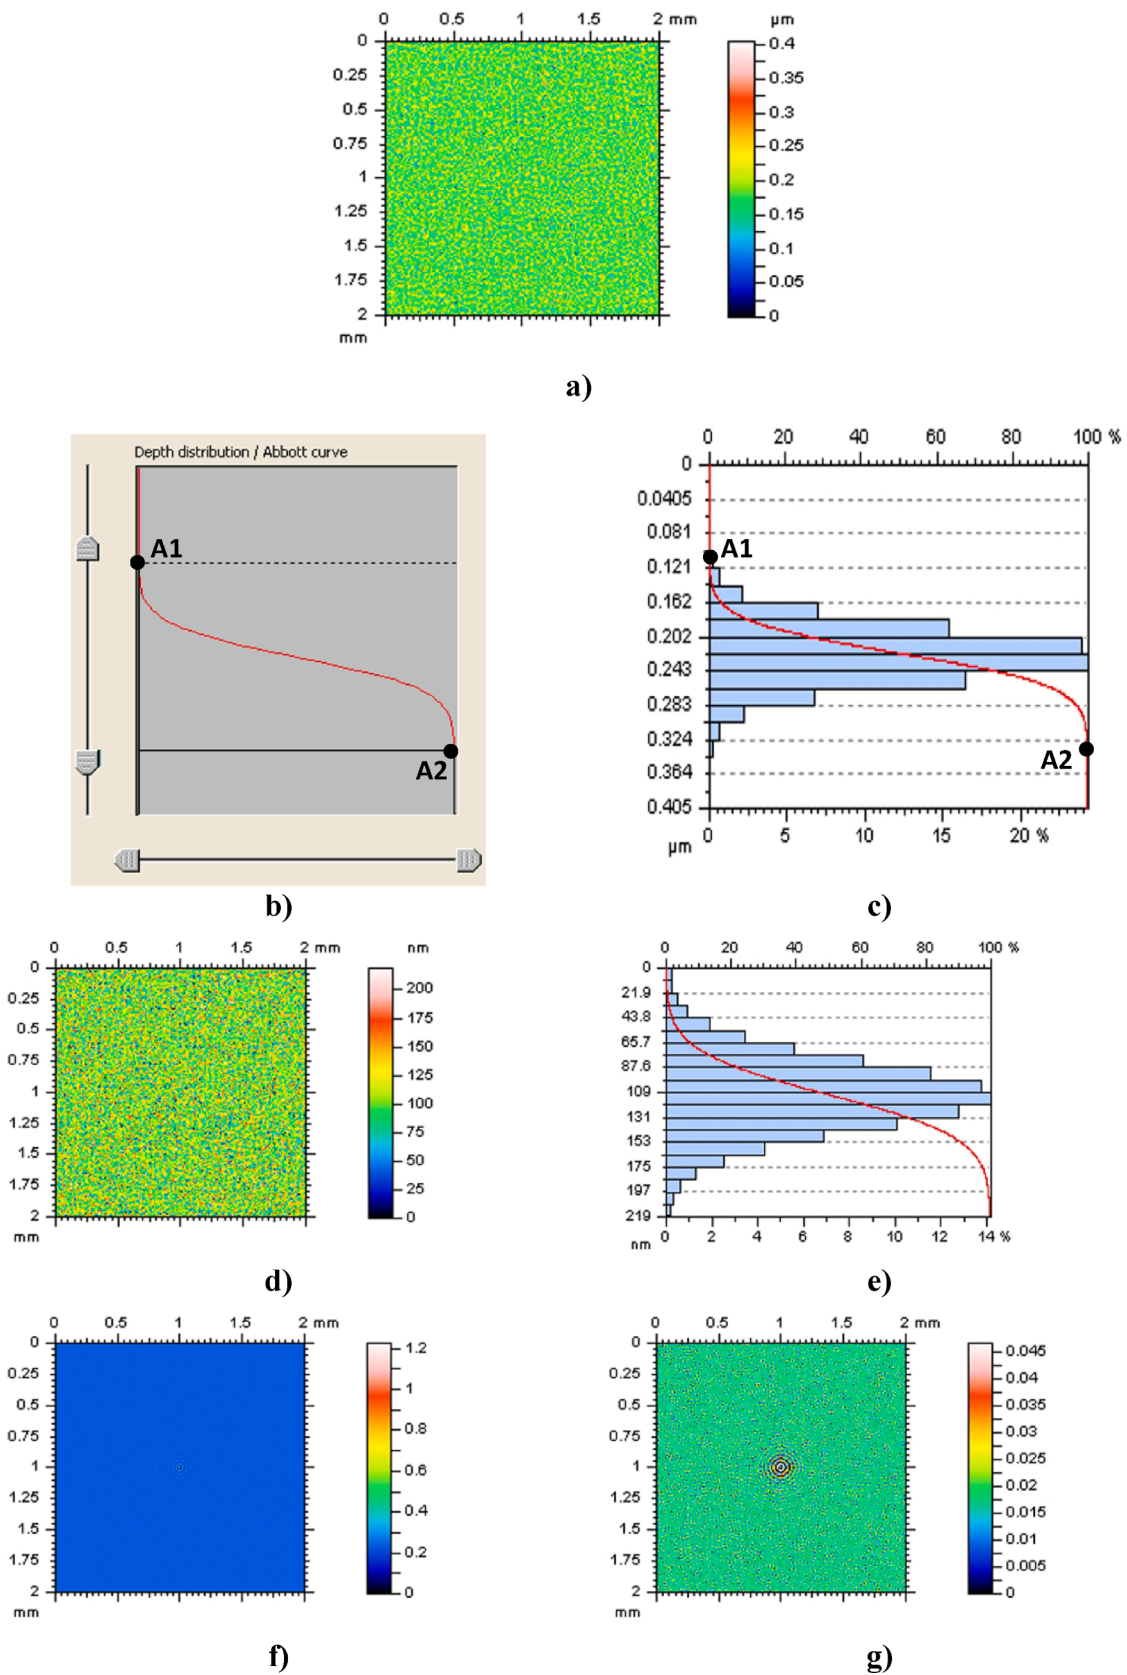 0 0.5 1 1.5 2 mm µm
0 0.4
0.25 0.35
0.5 0.3
0.75 0.25
1 0.2
1.25 0.15
1.5 0.1
1.75 0.05
2 0
mm
a)
Depth distribution / Abbott curve
A1
A2
b)
0 20 40 60 80 100 %
0
0.0405
0.081
A1
0.121
0.162
0.202
0.243
0.283
0.324
A2
0.364
0.405
0 5 10 15 20 %
µm
c)
0 0.5 1 1.5 2 mm nm
0
0.25 200
0.5 175
0.75 150
125
1 100
1.25 75
1.5 50
1.75 25
2 0
mm
d)
0 20 40 60 80 100 %
0
21.9
43.8
65.7
87.6
109
131
153
175
197
219
0 2 4 6 8 10 12 14 %
nm
e)
0 0.5 1 1.5 2 mm
0 1.2
0.25 1
0.5 0.8
0.75 0.6
1 0.4
1.25 0.2
1.5 0
1.75
2
mm
f)
0 0.5 1 1.5 2 mm
0 0.045
0.25 0.04
0.5 0.035
0.75 0.03
0.025
1 0.02
1.25 0.015
1.5 0.01
1.75 0.005
2 0
mm
g)